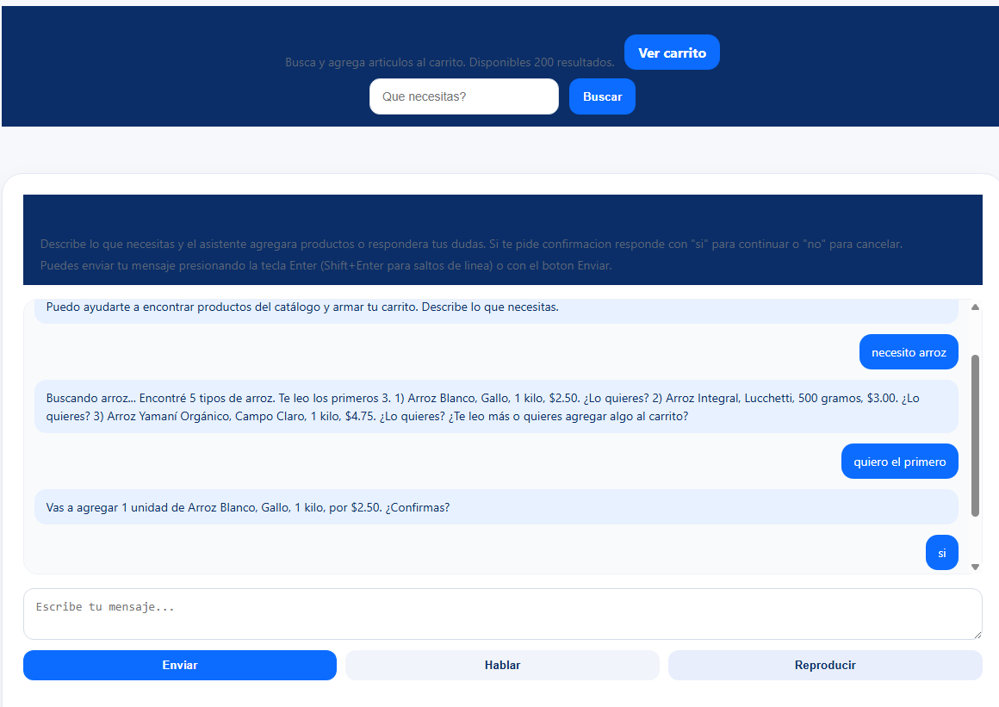 Busca y agrega articulos al carrito. Disponibles 200 resultados.
Ver carrito
Que necesitas?
Buscar
Describe lo que necesitas y el asistente agregara productos o respondera tus dudas. Si te pide confirmacion responde con "si" para continuar o "no" para cancelar.
Puedes enviar tu mensaje presionando la tecla Enter (Shift+Enter para saltos de linea) o con el boton Enviar.
Puedo ayudarte a encontrar productos del catálogo y armar tu carrito. Describe lo que necesitas.
necesito arroz
Buscando arroz... Encontré 5 tipos de arroz. Te leo los primeros 3. 1) Arroz Blanco, Gallo, 1 kilo, $2.50. ¿Lo quieres? 2) Arroz Integral, Lucchetti, 500 gramos, $3.00. ¿Lo
quieres? 3) Arroz Yamaní Orgánico, Campo Claro, 1 kilo, $4.75. ¿Lo quieres? ¿Te leo más o quieres agregar algo al carrito?
quiero el primero
Vas a agregar 1 unidad de Arroz Blanco, Gallo, 1 kilo, por $2.50. ¿Confirmas?
si
Escribe tu mensaje...
Enviar
Hablar
Reproducir